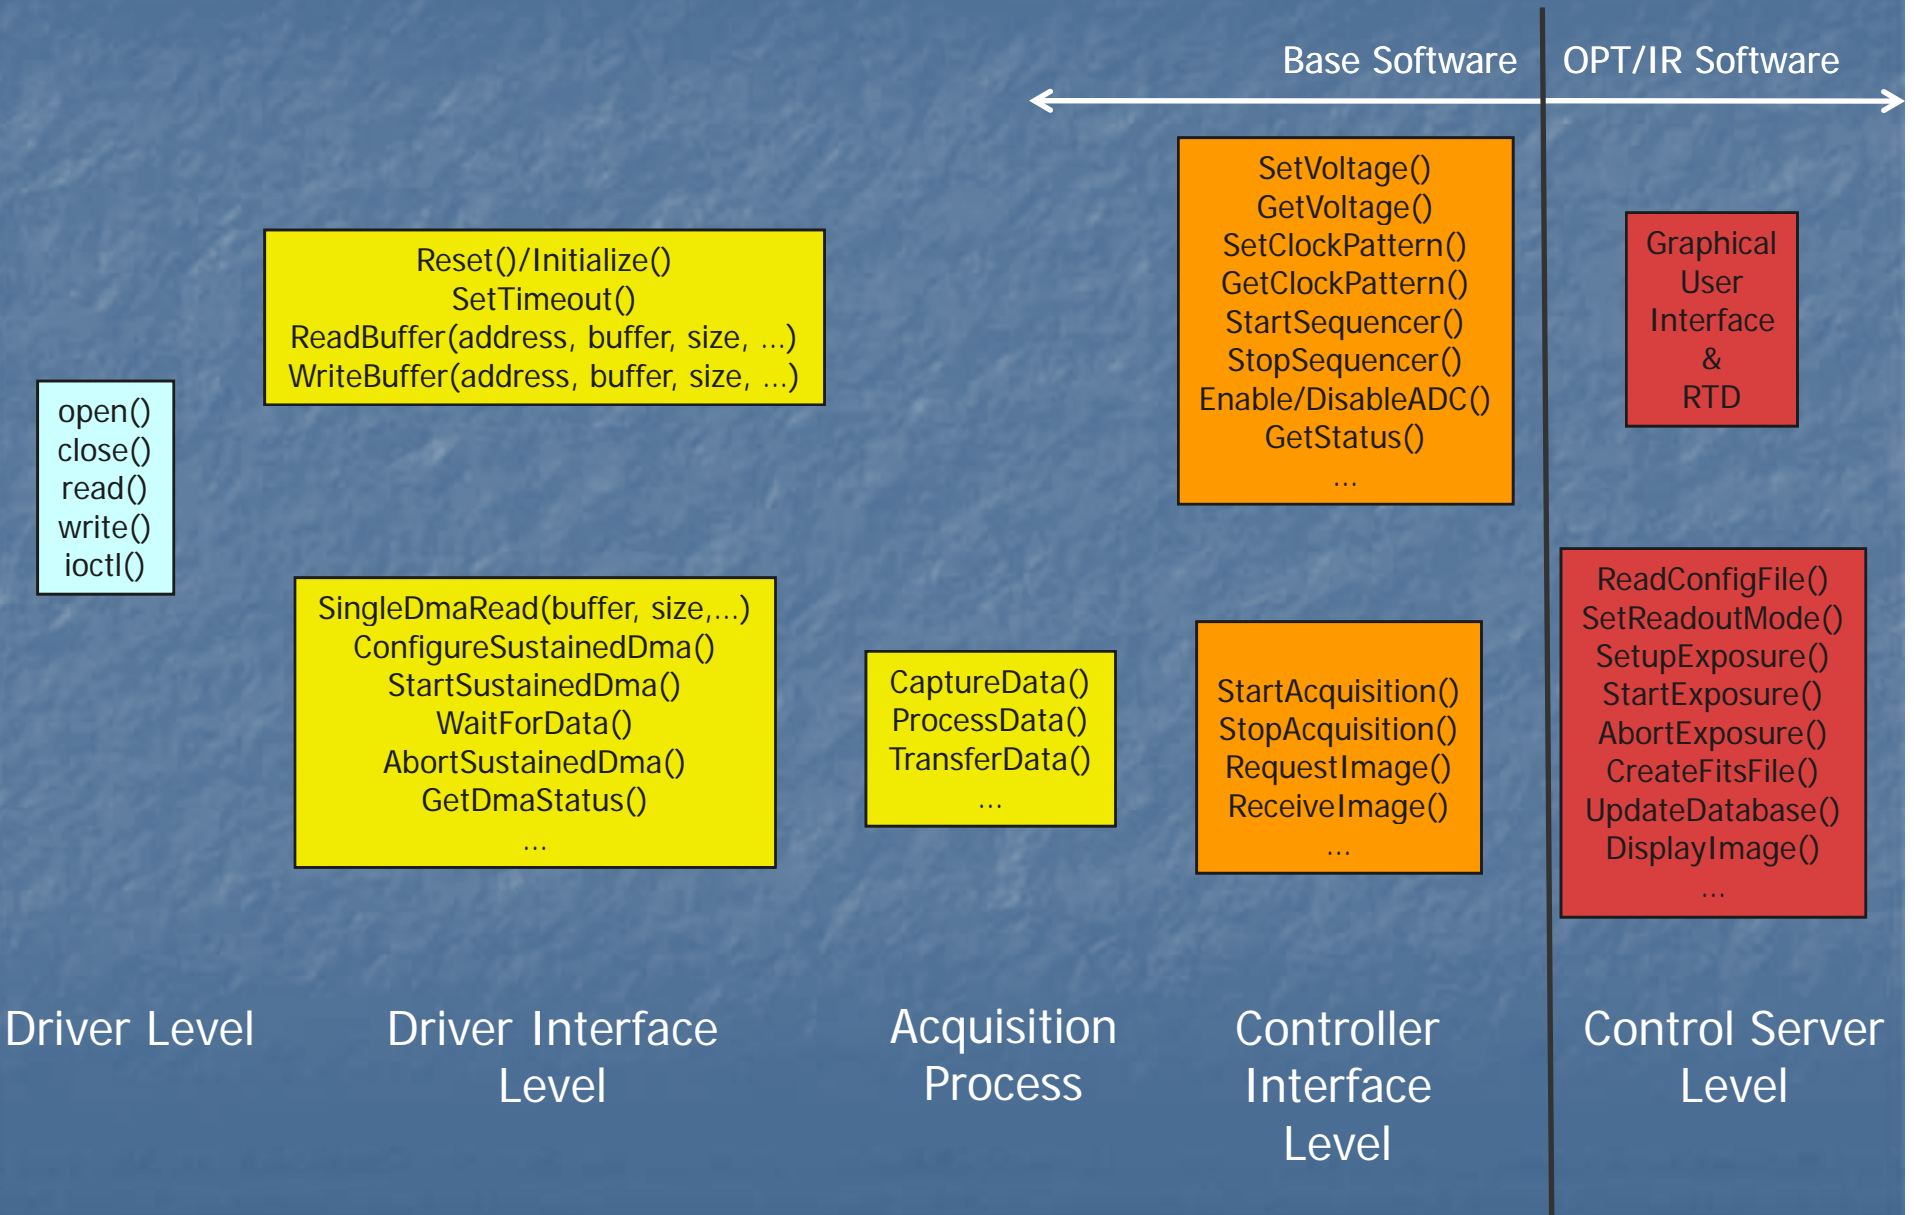 Base Software
OPT/IR Software
open()
close()
read()
write()
ioctl()
Reset()/Initialize()
SetTimeout()
ReadBuffer(address, buffer, size, ...)
WriteBuffer(address, buffer, size, ...)
SingleDmaRead(buffer, size,...)
ConfigureSustainedDma()
StartSustainedDma()
WaitForData()
AbortSustainedDma()
GetDmaStatus()
...
CaptureData()
ProcessData()
TransferData()
...
SetVoltage()
GetVoltage()
SetClockPattern()
GetClockPattern()
StartSequencer()
StopSequencer()
Enable/DisableADC()
GetStatus()
...
StartAcquisition()
StopAcquisition()
RequestImage()
ReceiveImage()
...
Graphical
User
Interface
&
RTD
ReadConfigFile()
SetReadoutMode()
SetupExposure()
StartExposure()
AbortExposure()
CreateFitsFile()
UpdateDatabase()
DisplayImage()
...
Driver Level
Driver Interface
Level
Acquisition
Process
Controller
Interface
Level
Control Server
Level